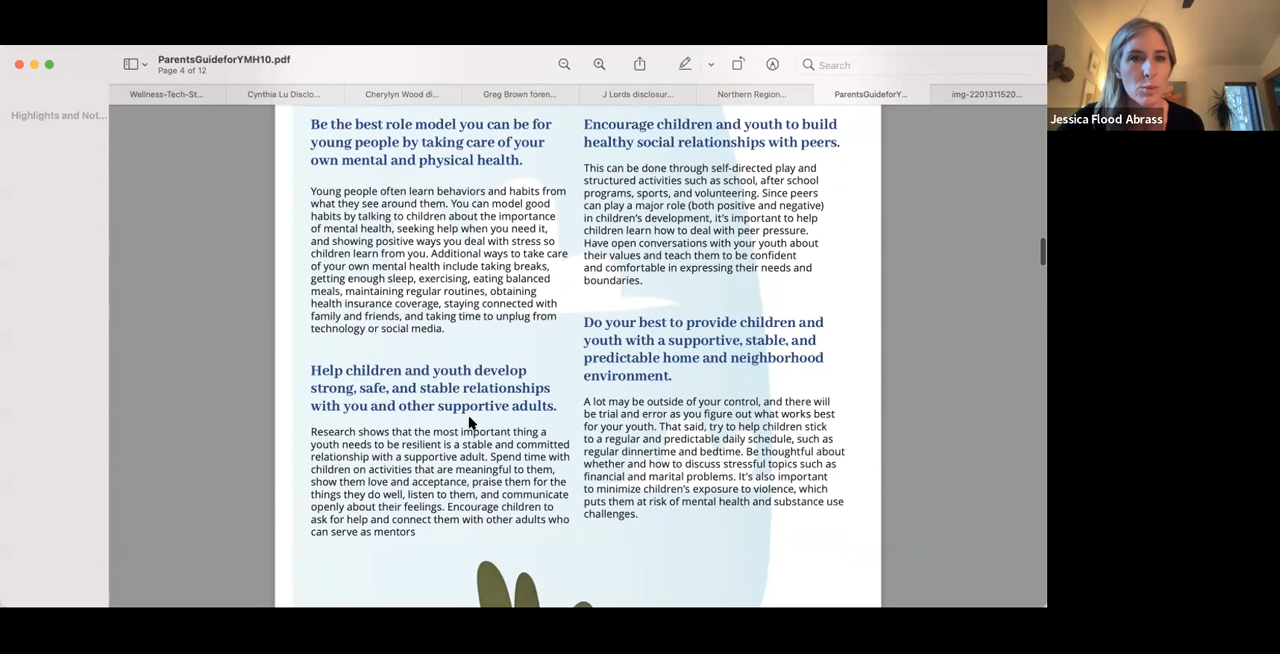 ParentsGuideforYMH10.pdf
Page 4 of 12
Search
Wellness-Tech-St...
Cynthia Lu Disclo...
Cherylyn Wood di...
Greg Brown foren...
J Lords disclosur...
Northern Region...
ParentsGuideforY...
img-2201311520...
Highlights and Not...
Jessica Flood Abrass
Be the best role model you can be for
young people by taking care of your
own mental and physical health.
Young people often learn behaviors and habits from
what they see around them. You can model good
habits by talking to children about the importance
of mental health, seeking help when you need it,
and showing positive ways you deal with stress so
children learn from you. Additional ways to take care
of your own mental health include taking breaks,
getting enough sleep, exercising, eating balanced
meals, maintaining regular routines, obtaining
health insurance coverage, staying connected with
family and friends, and taking time to unplug from
technology or social media.
Help children and youth develop
strong, safe, and stable relationships
with you and other supportive adults.
Research shows that the most important thing a
youth needs to be resilient is a stable and committed
relationship with a supportive adult. Spend time with
children on activities that are meaningful to them,
show them love and acceptance, praise them for the
things they do well, listen to them, and communicate
openly about their feelings. Encourage children to
ask for help and connect them with other adults who
can serve as mentors
Encourage children and youth to build
healthy social relationships with peers.
This can be done through self-directed play and
structured activities such as school, after school
programs, sports, and volunteering. Since peers
can play a major role (both positive and negative)
in children's development, it's important to help
children learn how to deal with peer pressure.
Have open conversations with your youth about
their values and teach them to be confident
and comfortable in expressing their needs and
boundaries.
Do your best to provide children and
youth with a supportive, stable, and
predictable home and neighborhood
environment.
A lot may be outside of your control, and there will
be trial and error as you figure out what works best
for your youth. That said, try to help children stick
to a regular and predictable daily schedule, such as
regular dinnertime and bedtime. Be thoughtful about
whether and how to discuss stressful topics such as
financial and marital problems. It's also important
to minimize children's exposure to violence, which
puts them at risk of mental health and substance use
challenges.